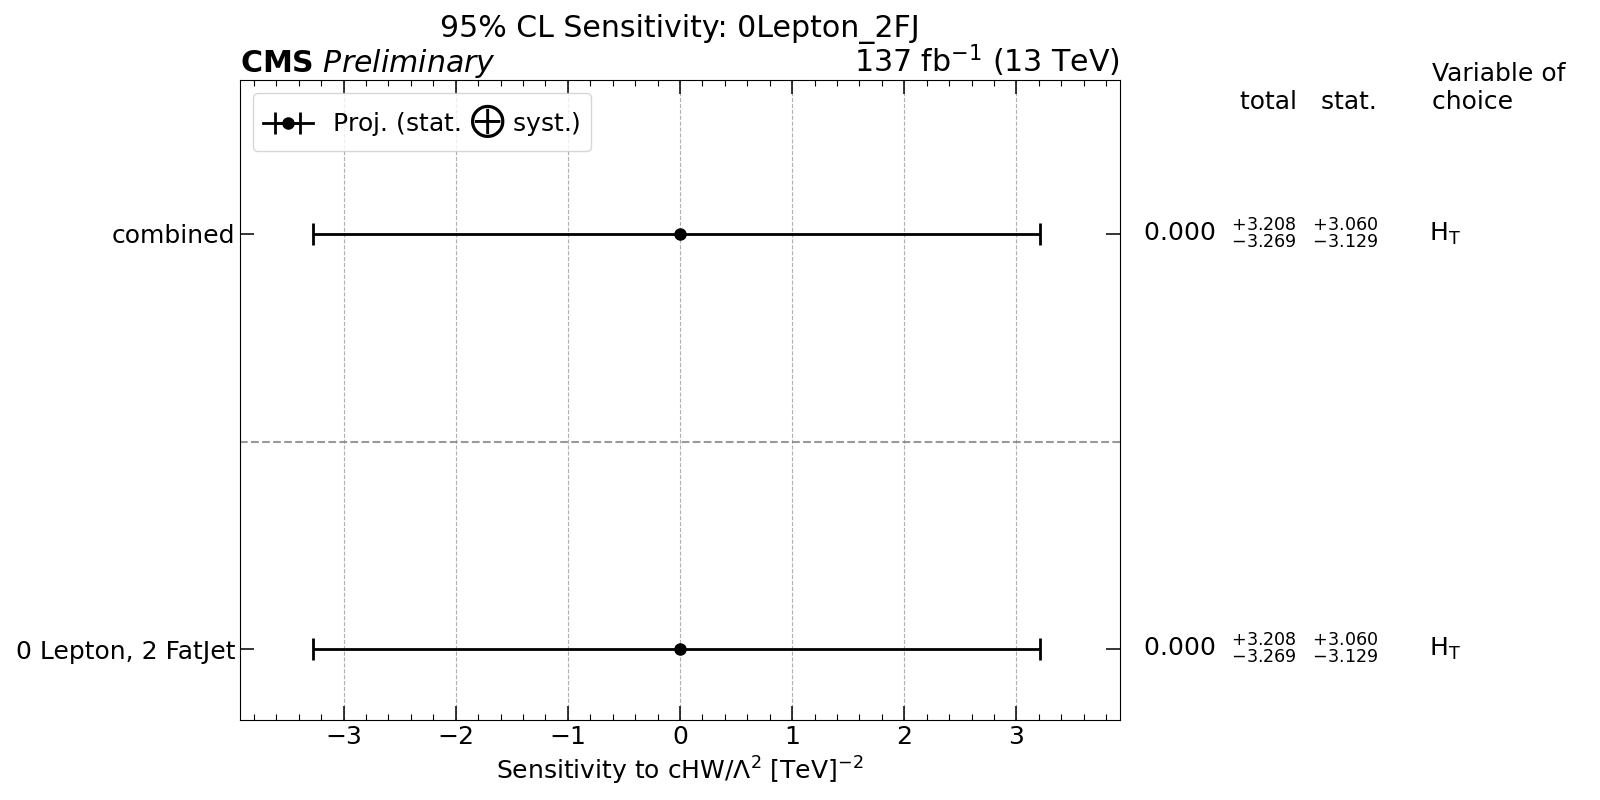 95% CL Sensitivity: 0Lepton_2FJ
CMS Preliminary 137 fb⁻¹ (13 TeV)
Variable of
total stat. choice
Proj. (stat. ⊕ syst.)
combined 0.000 +3.208 −3.269 +3.060 −3.129 H_T
0 Lepton, 2 FatJet 0.000 +3.208 −3.269 +3.060 −3.129 H_T
−3 −2 −1 0 1 2 3
Sensitivity to cHW/Λ² [TeV]⁻²